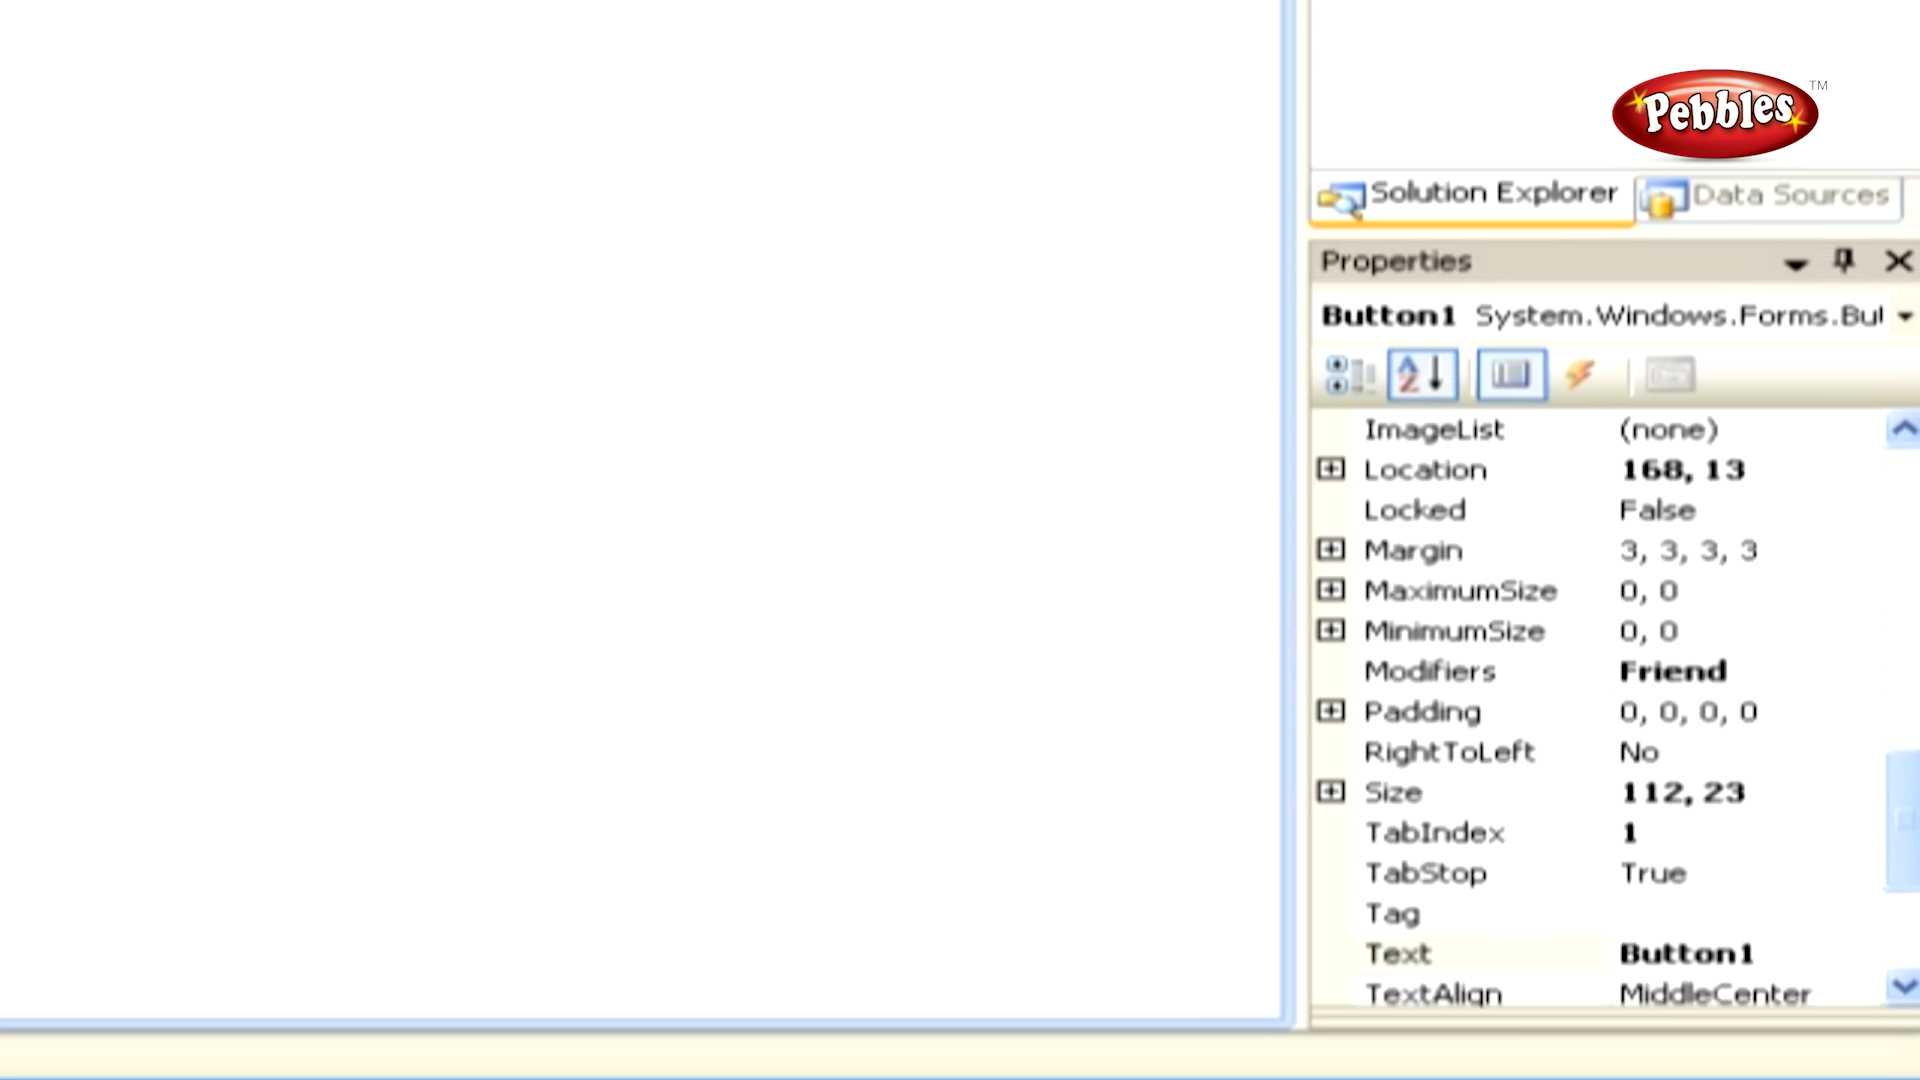 Pebbles TM
Solution Explorer Data Sources
Properties
Button1 System.Windows.Forms.But
ImageList (none)
Location 168, 13
Locked False
Margin 3, 3, 3, 3
MaximumSize 0, 0
MinimumSize 0, 0
Modifiers Friend
Padding 0, 0, 0, 0
RightToLeft No
Size 112, 23
TabIndex 1
TabStop True
Tag
Text Button1
TextAlign MiddleCenter